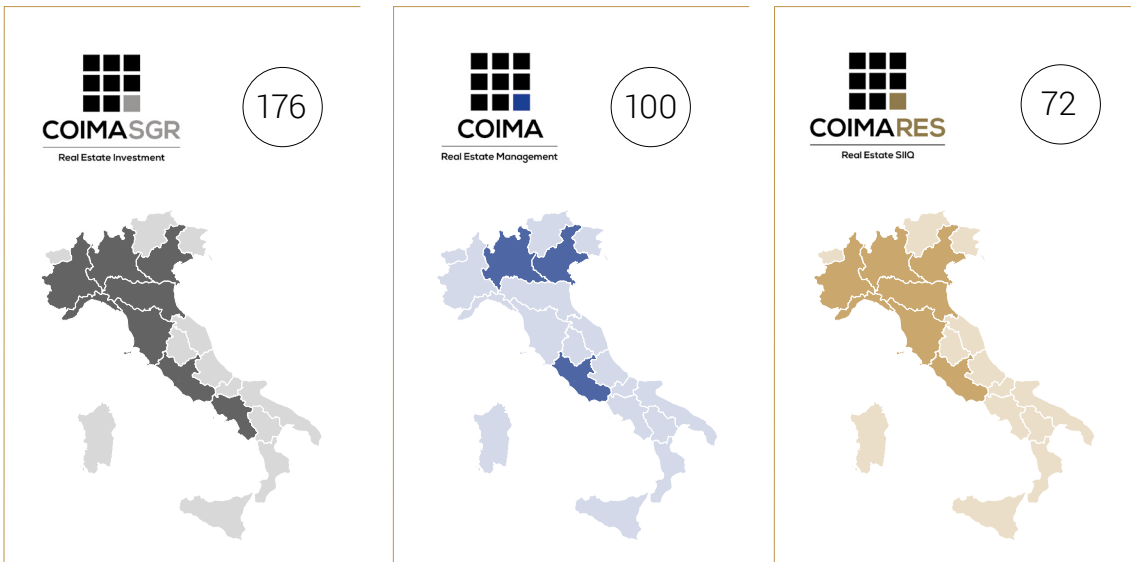 COIMASGR
Real Estate Investment
176
COIMA
Real Estate Management
100
COIMARES
Real Estate SIIQ
72